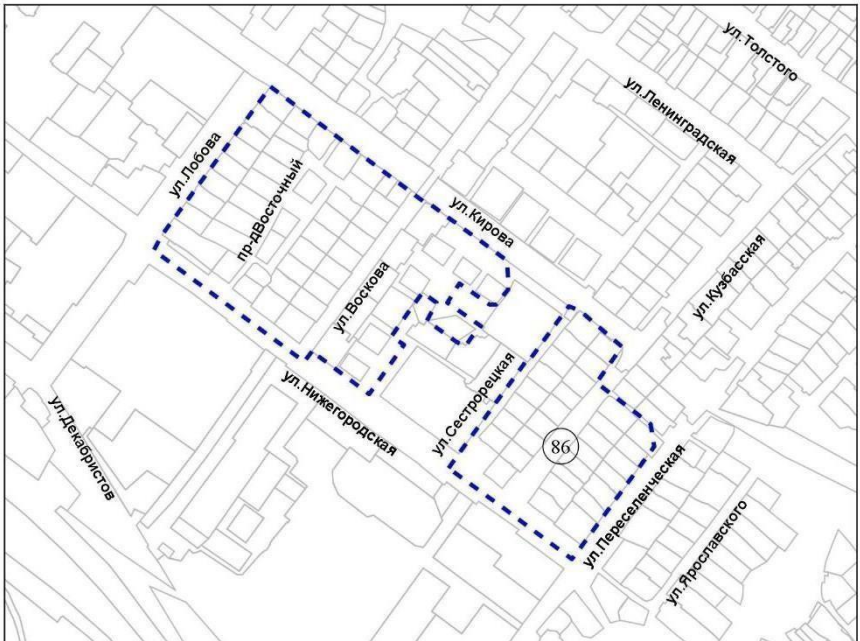 ул.Толстого
ул.Ленинградская
ул.Лобова
пр-дВосточный
ул.Кирова
ул.Кузбасская
ул.Воскова
ул.Сестрорецкая
ул.Нижегородская
ул.Декабристов
86
ул.Переселенческая
ул.Ярославского